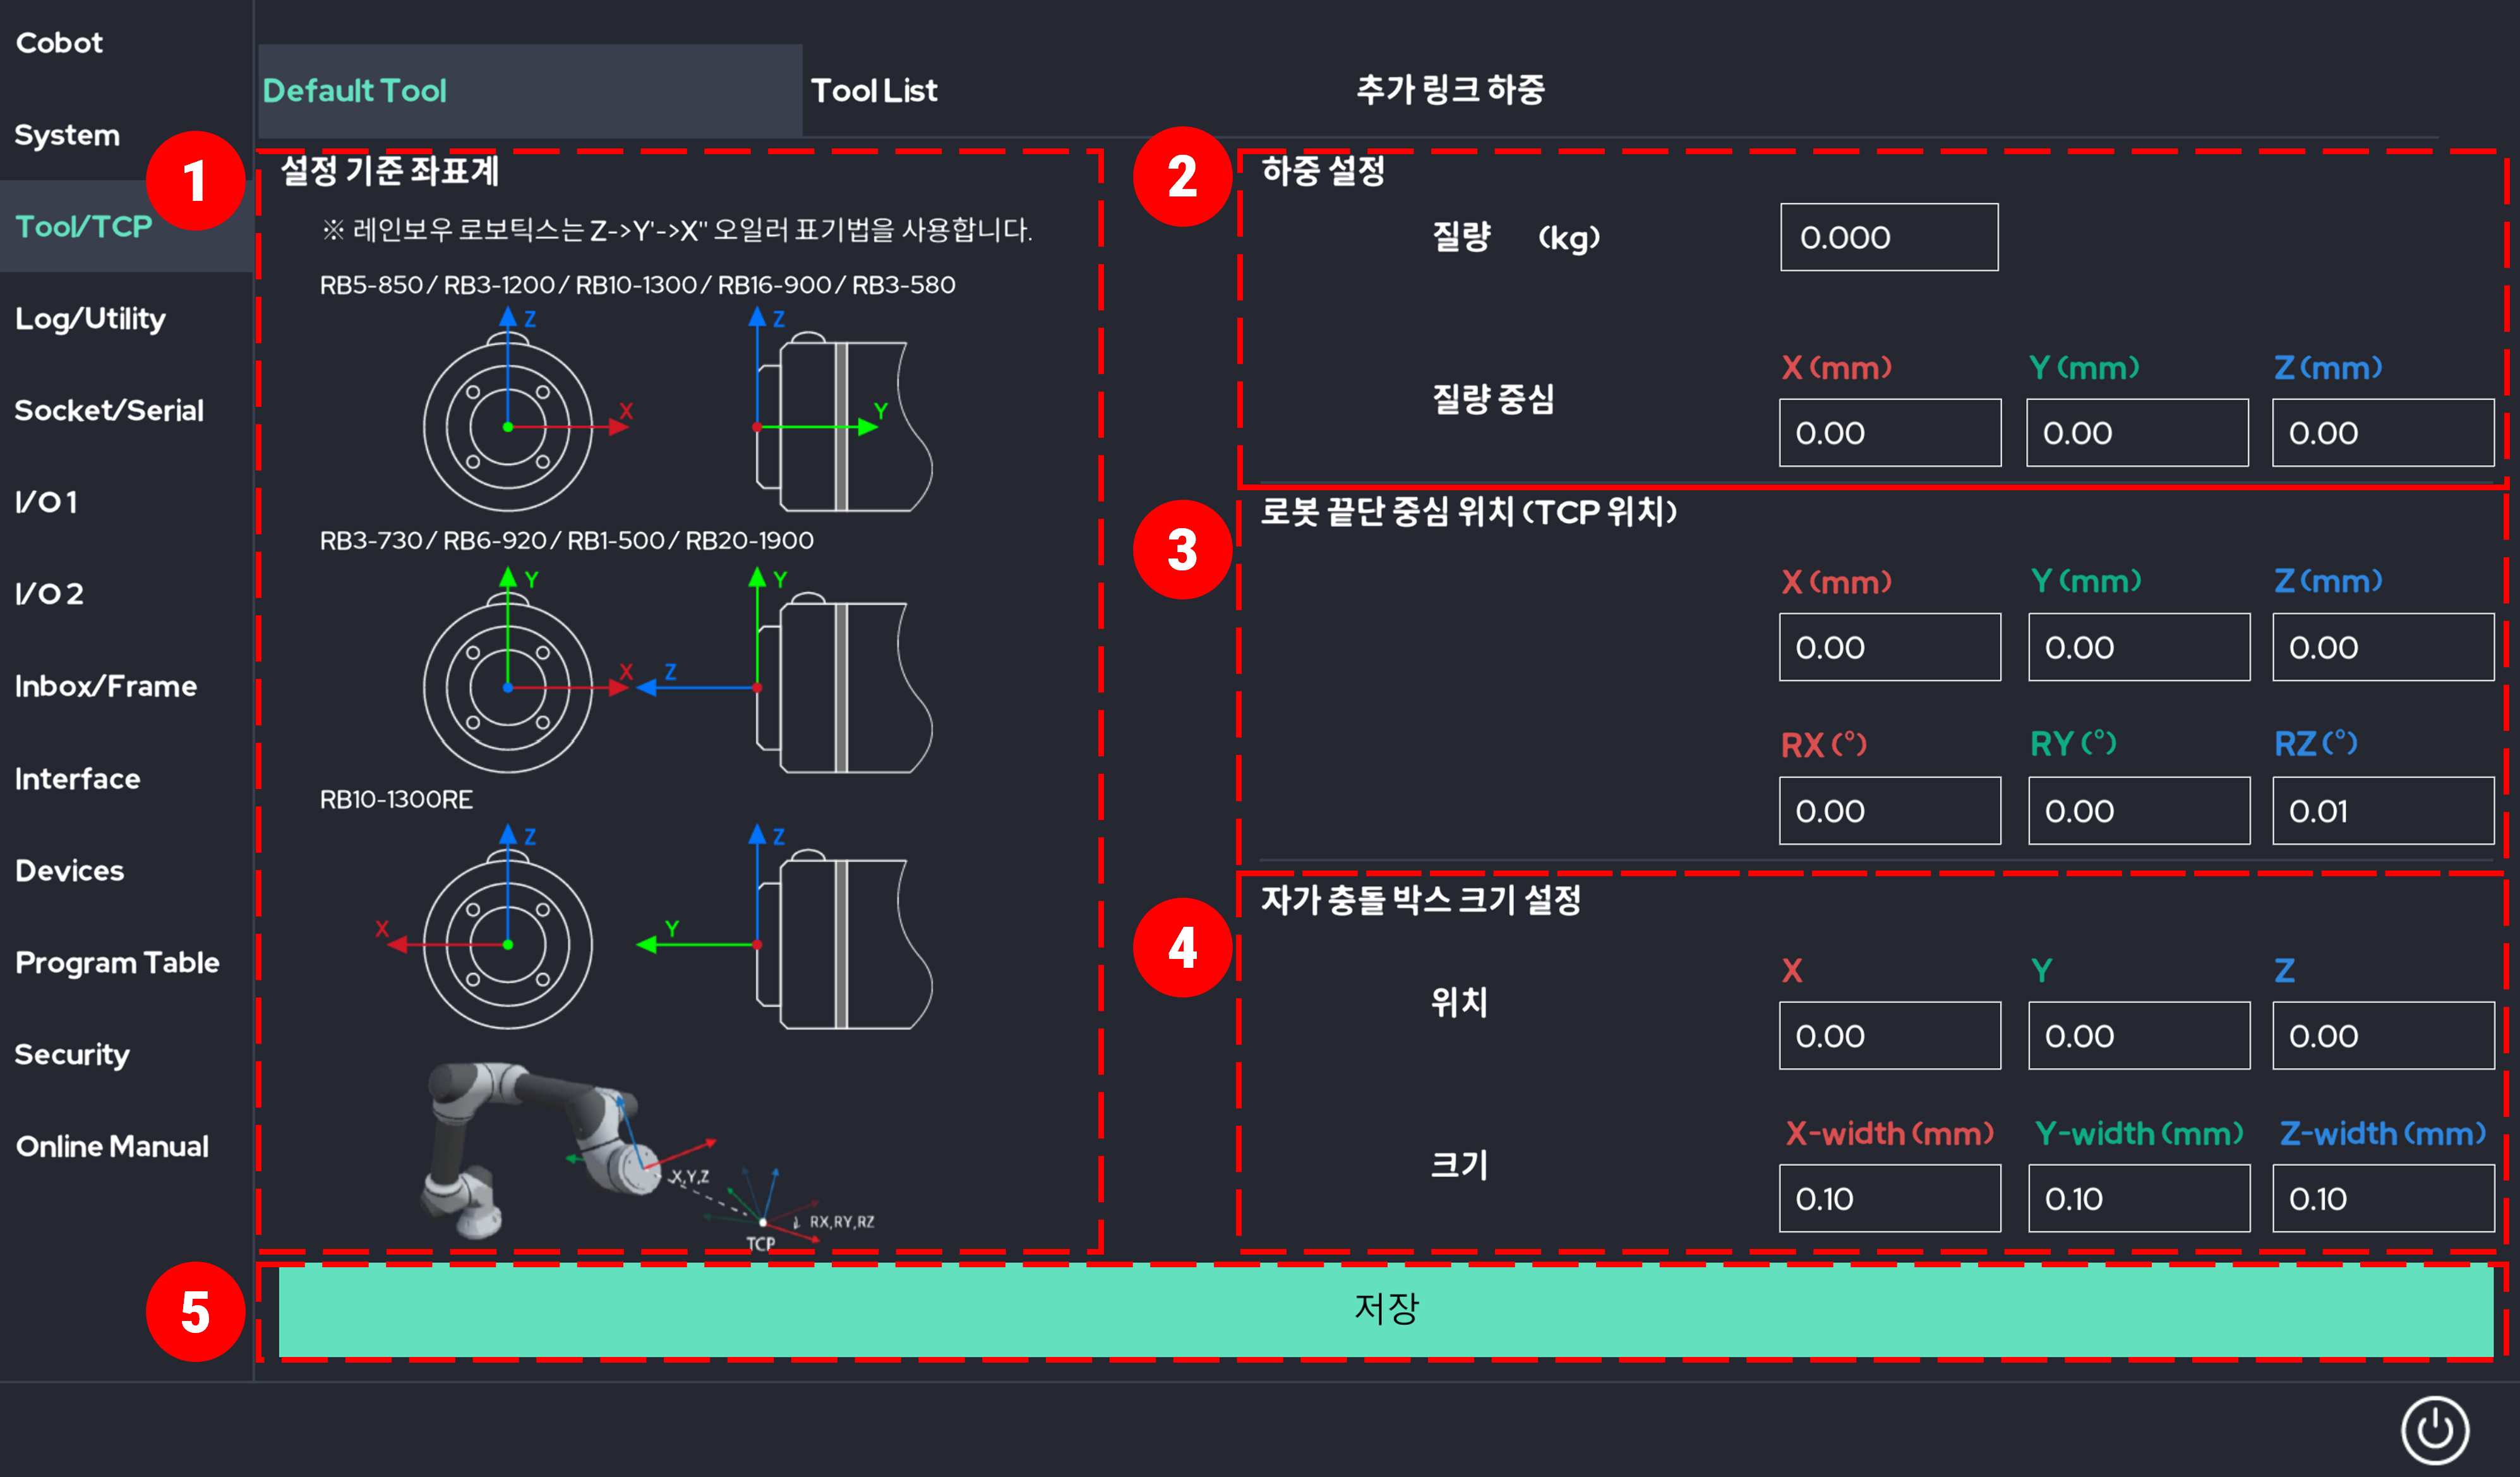 Cobot
System
Tool/TCP
Log/Utility
Socket/Serial
I/O 1
I/O 2
Inbox/Frame
Interface
Devices
Program Table
Security
Online Manual
Default Tool
Tool List
추가 링크 하중
1
설정 기준 좌표계
※ 레인보우 로보틱스는 Z->Y'->X" 오일러 표기법을 사용합니다.
RB5-850 / RB3-1200 / RB10-1300 / RB16-900 / RB3-580
Z
X
Z
Y
RB3-730 / RB6-920 / RB1-500 / RB20-1900
Y
X
Y
Z
RB10-1300RE
Z
X
Z
Y
X,Y,Z
RX,RY,RZ
TCP
2
하중 설정
질량 (kg)
0.000
X (mm) Y (mm) Z (mm)
질량 중심
0.00 0.00 0.00
3
로봇 끝단 중심 위치 (TCP 위치)
X (mm) Y (mm) Z (mm)
0.00 0.00 0.00
RX (°) RY (°) RZ (°)
0.00 0.00 0.01
4
자가 충돌 박스 크기 설정
X Y Z
위치
0.00 0.00 0.00
X-width (mm) Y-width (mm) Z-width (mm)
크기
0.10 0.10 0.10
5
저장